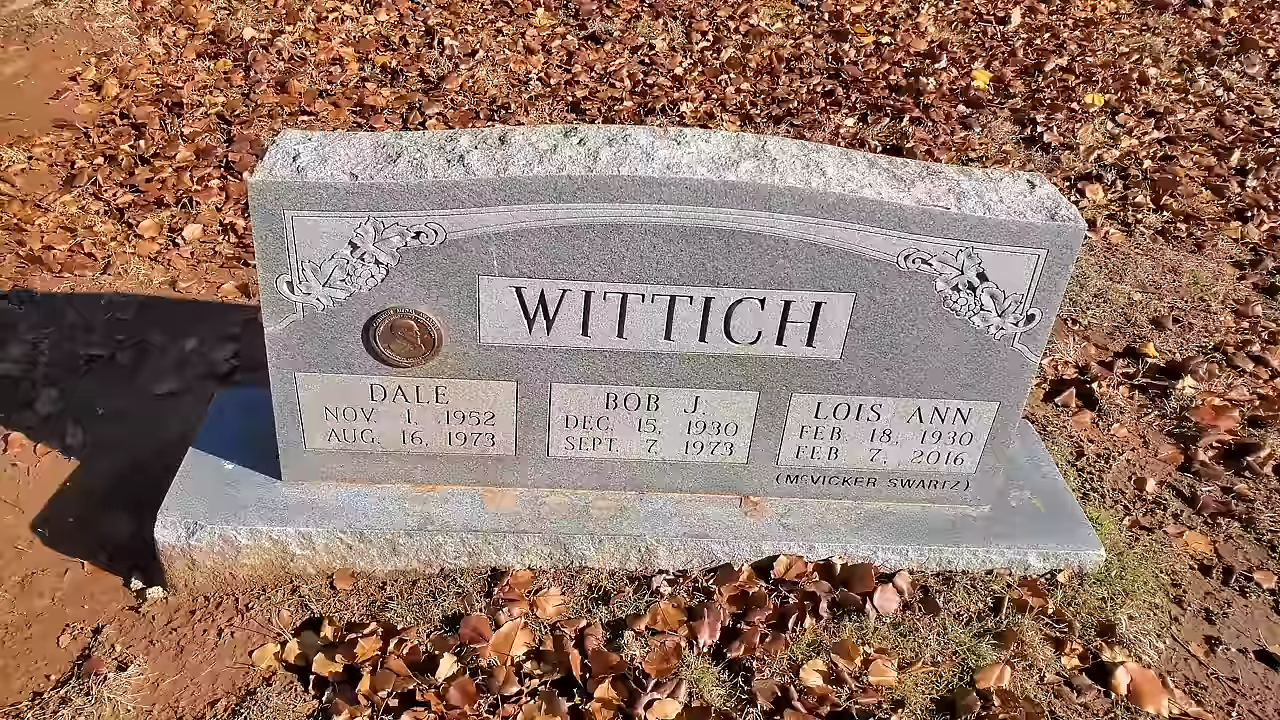 WITTICH
DALE
NOV. 1, 1952
AUG. 16, 1973
BOB J.
DEC. 15, 1930
SEPT. 7, 1973
LOIS ANN
FEB. 18, 1930
FEB. 7, 2016
(McVICKER SWARTZ)